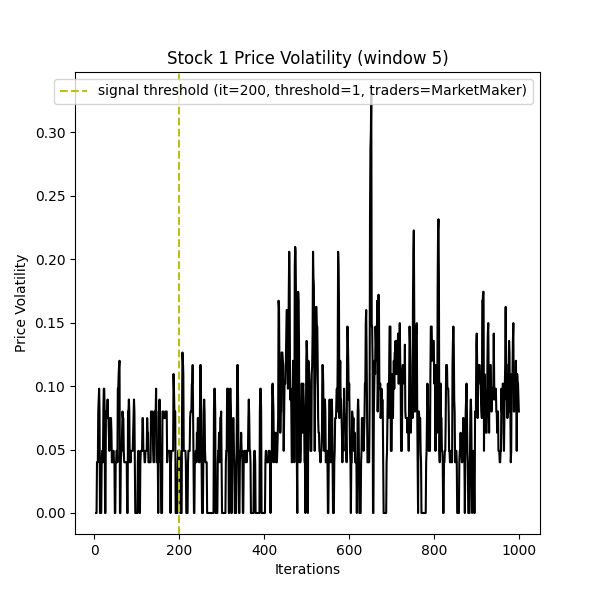 Stock 1 Price Volatility (window 5)
signal threshold (it=200, threshold=1, traders=MarketMaker)
Price Volatility
0.30
0.25
0.20
0.15
0.10
0.05
0.00
0 200 400 600 800 1000
Iterations